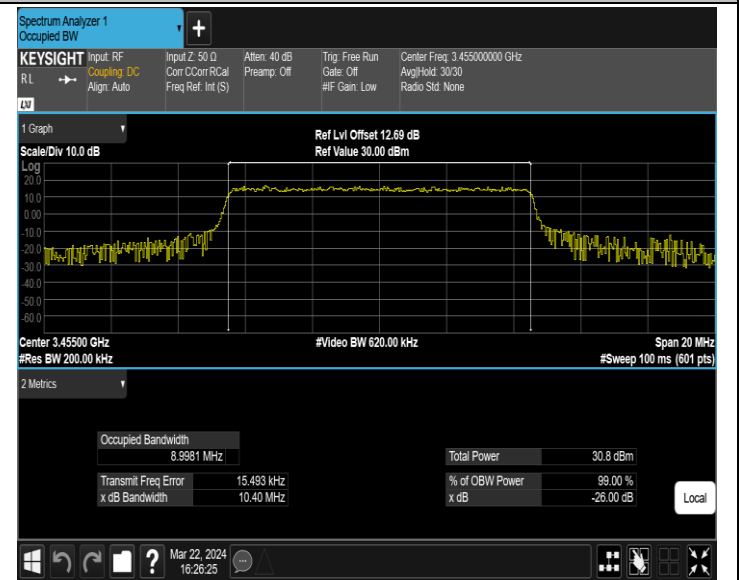 Spectrum Analyzer 1
Occupied BW
+
KEYSIGHT
RL
LXI
Input: RF
Coupling: DC
Align: Auto
Input Z: 50 Ω
Corr CCorr RCal
Freq Ref: Int (S)
Atten: 40 dB
Preamp: Off
Trig: Free Run
Gate: Off
#IF Gain: Low
Center Freq: 3.455000000 GHz
Avg|Hold: 30/30
Radio Std: None
1 Graph
Scale/Div 10.0 dB
Ref Lvl Offset 12.69 dB
Ref Value 30.00 dBm
Log
20.0
10.0
0.00
-10.0
-20.0
-30.0
-40.0
-50.0
-60.0
Center 3.45500 GHz
#Video BW 620.00 kHz
Span 20 MHz
#Res BW 200.00 kHz
#Sweep 100 ms (601 pts)
2 Metrics
Occupied Bandwidth
8.9981 MHz
Total Power 30.8 dBm
Transmit Freq Error 15.493 kHz
% of OBW Power 99.00 %
x dB Bandwidth 10.40 MHz
x dB -26.00 dB
Local
?
Mar 22, 2024
16:26:25